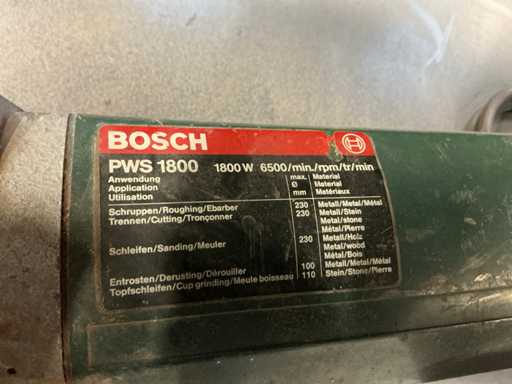 BOSCH
PWS 1800 1800 W 6500/min./rpm/tr/min
Anwendung max. Material
Application Ø Material
Utilisation mm Matériaux
Schruppen/Roughing/Ebarber 230 Metall/Metal/Métal
Trennen/Cutting/Tronçonner 230 Metall/Stain
Metal/stone
Métal/Pierre
Schleifen/Sanding/Meuler 230 Metall/Holz
Metal/wood
Métal/Bois
Entrosten/Derusting/Dérouiller 100 Metall/Metal/Métal
Topfschleifen/Cup grinding/Meule boisseau 110 Stein/Stone/Pierre